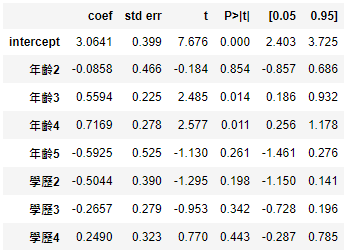 coef std err t P>|t| [0.05 0.95]
intercept 3.0641 0.399 7.676 0.000 2.403 3.725
年齡2 -0.0858 0.466 -0.184 0.854 -0.857 0.686
年齡3 0.5594 0.225 2.485 0.014 0.186 0.932
年齡4 0.7169 0.278 2.577 0.011 0.256 1.178
年齡5 -0.5925 0.525 -1.130 0.261 -1.461 0.276
學歷2 -0.5044 0.390 -1.295 0.198 -1.150 0.141
學歷3 -0.2657 0.279 -0.953 0.342 -0.728 0.196
學歷4 0.2490 0.323 0.770 0.443 -0.287 0.785